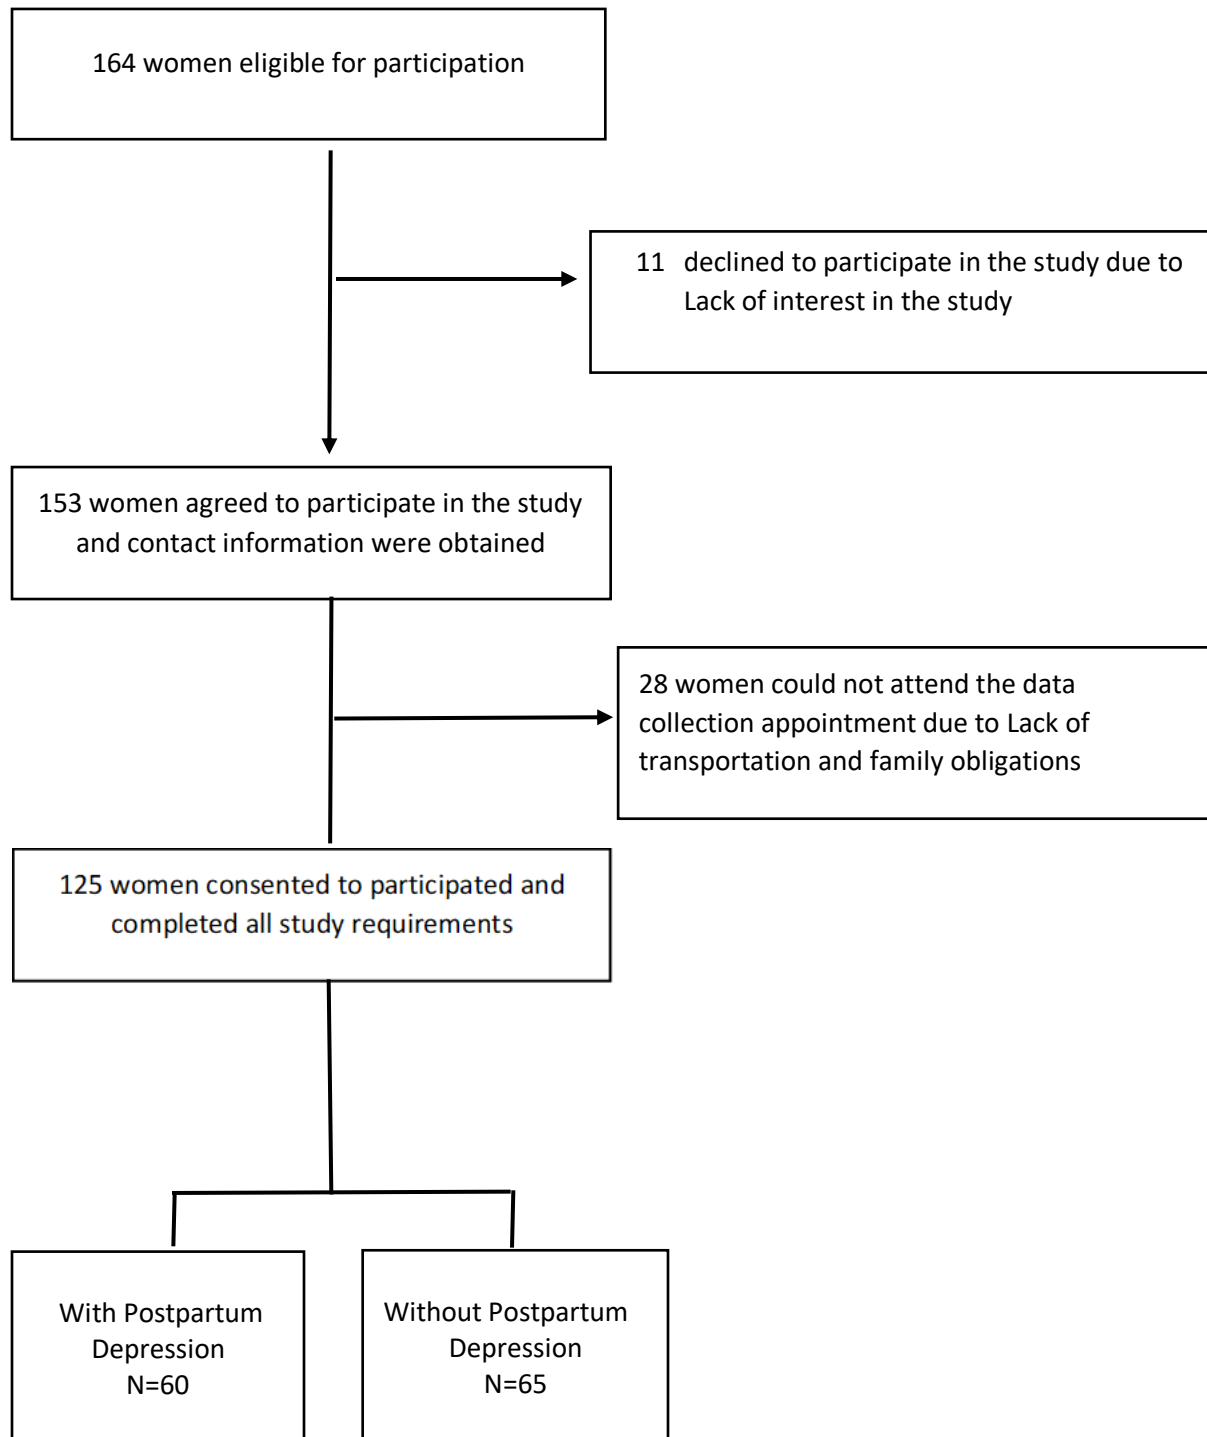 164 women eligible for participation
11 declined to participate in the study due to
Lack of interest in the study
153 women agreed to participate in the study
and contact information were obtained
28 women could not attend the data
collection appointment due to Lack of
transportation and family obligations
125 women consented to participated and
completed all study requirements
With Postpartum
Depression
N=60
Without Postpartum
Depression
N=65